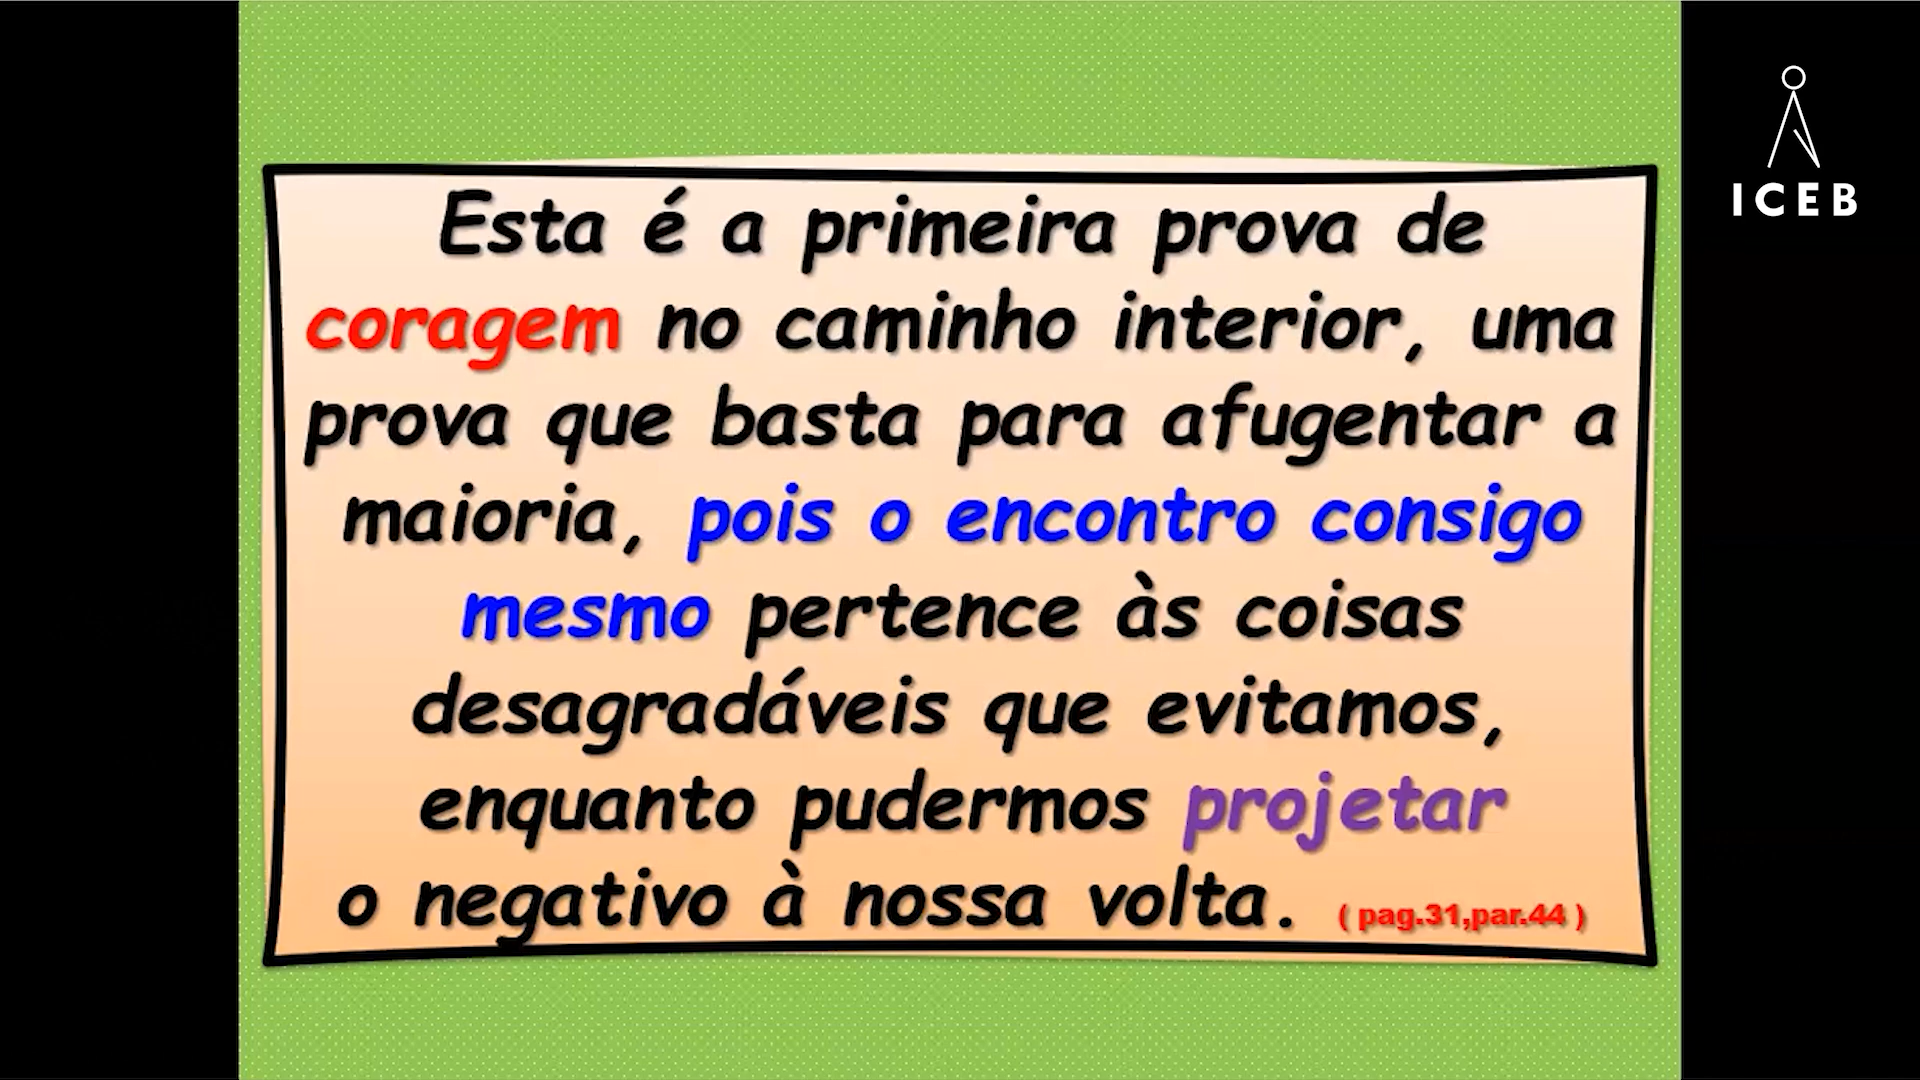 Esta é a primeira prova de
coragem no caminho interior, uma
prova que basta para afugentar a
maioria, pois o encontro consigo
mesmo pertence às coisas
desagradáveis que evitamos,
enquanto pudermos projetar
o negativo à nossa volta. ( pag.31,par.44 )
ICEB